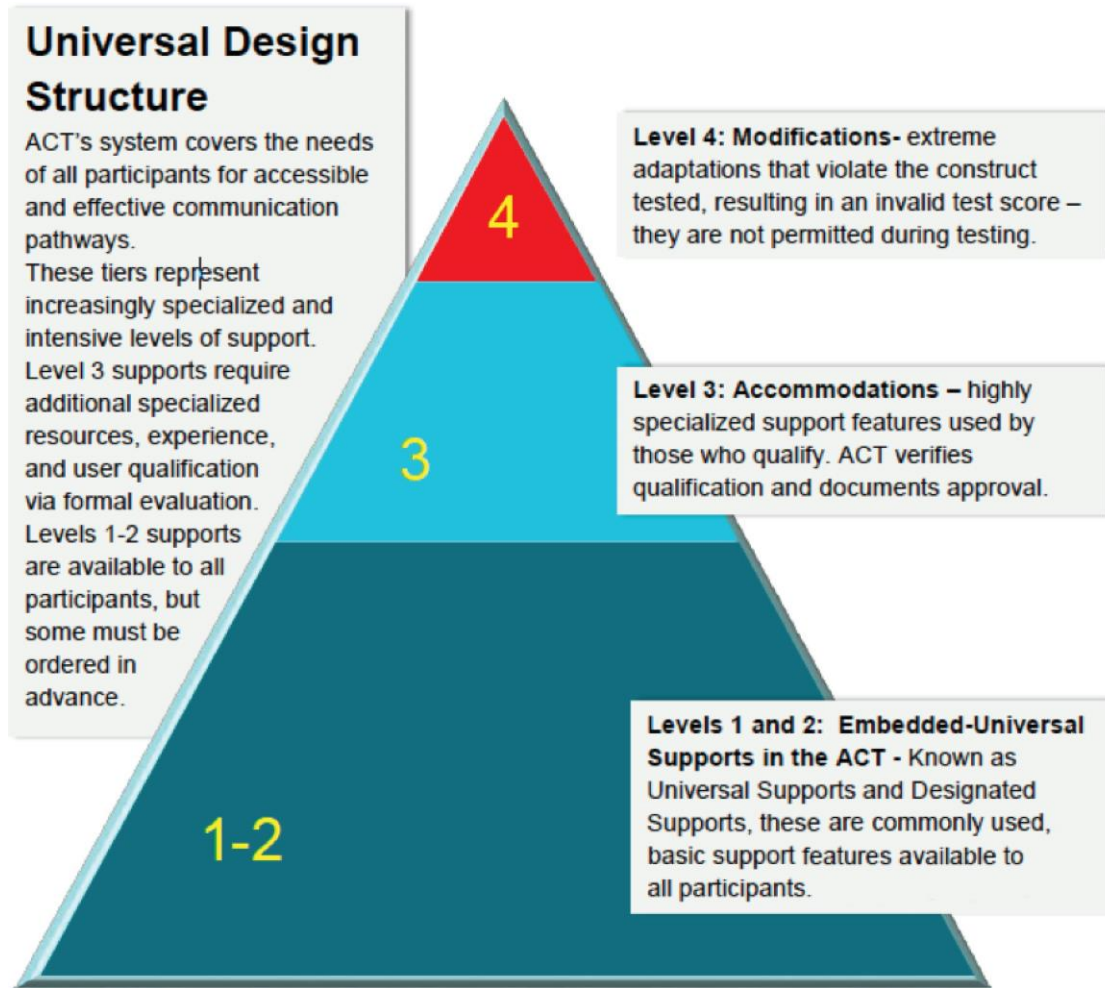 Universal Design
Structure
ACT's system covers the needs
of all participants for accessible
and effective communication
pathways.
These tiers represent
increasingly specialized and
intensive levels of support.
Level 3 supports require
additional specialized
resources, experience,
and user qualification
via formal evaluation.
Levels 1-2 supports
are available to all
participants, but
some must be
ordered in
advance.
4
Level 4: Modifications- extreme
adaptations that violate the construct
tested, resulting in an invalid test score –
they are not permitted during testing.
3
Level 3: Accommodations – highly
specialized support features used by
those who qualify. ACT verifies
qualification and documents approval.
1-2
Levels 1 and 2:  Embedded-Universal
Supports in the ACT - Known as
Universal Supports and Designated
Supports, these are commonly used,
basic support features available to
all participants.